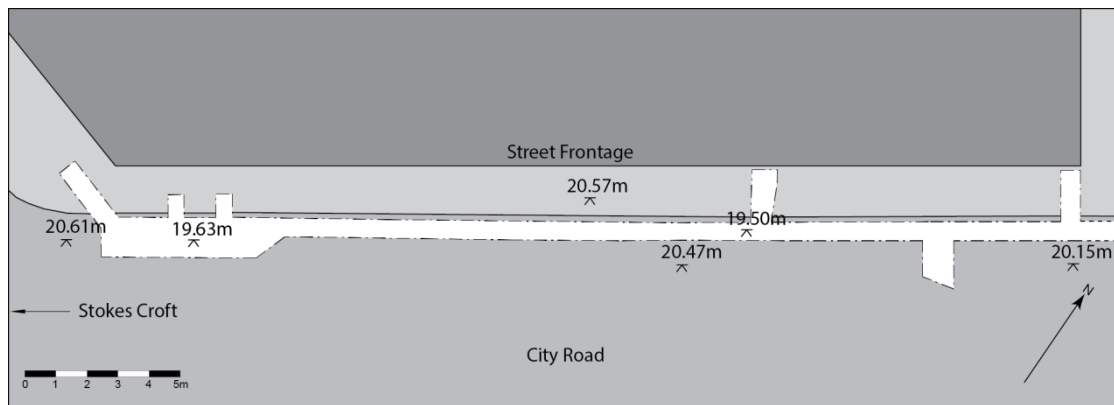 Street Frontage
20.57m
20.61m
19.63m
19.50m
20.47m
20.15m
N
Stokes Croft
City Road
0 1 2 3 4 5m